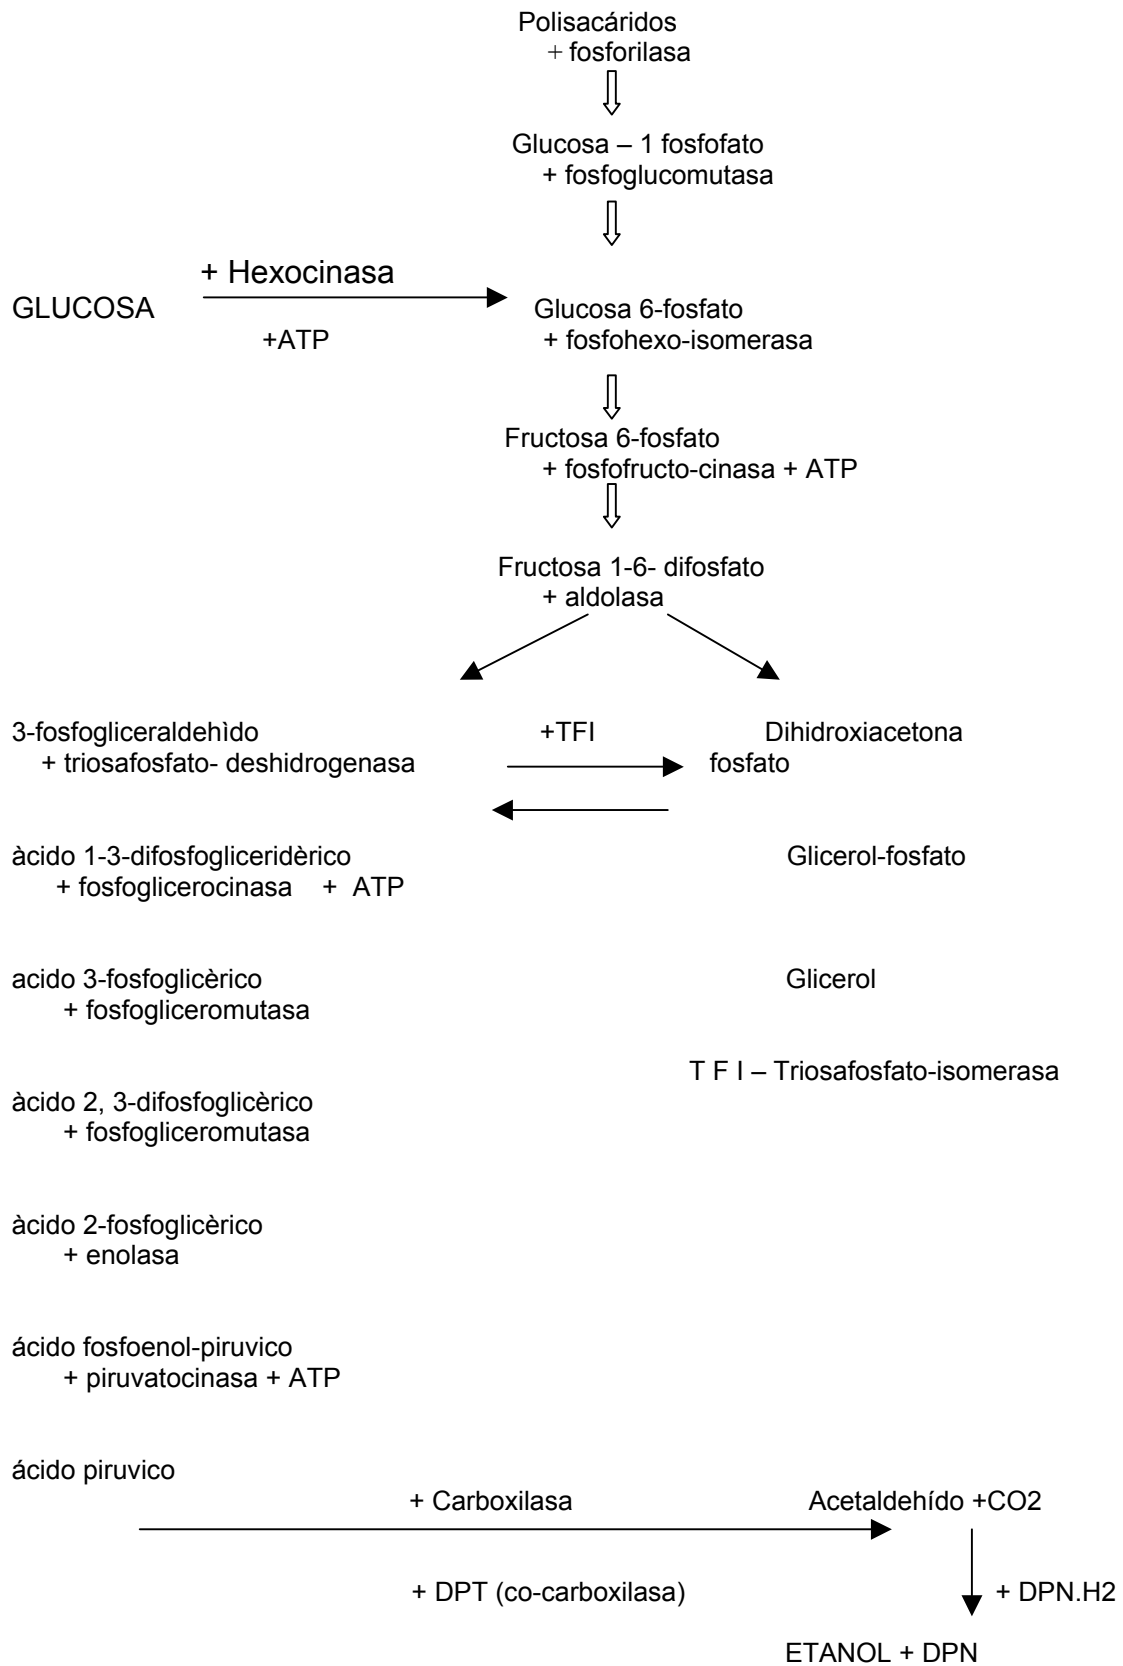 Polisacáridos
+ fosforilasa
Glucosa – 1 fosfofato
+ fosfoglucomutasa
+ Hexocinasa
GLUCOSA
+ATP
Glucosa 6-fosfato
+ fosfohexo-isomerasa
Fructosa 6-fosfato
+ fosfofructo-cinasa + ATP
Fructosa 1-6- difosfato
+ aldolasa
3-fosfogliceraldehìdo +TFI Dihidroxiacetona
+ triosafosfato- deshidrogenasa fosfato
àcido 1-3-difosfogliceridèrico Glicerol-fosfato
+ fosfoglicerocinasa + ATP
acido 3-fosfoglicèrico Glicerol
+ fosfogliceromutasa
T F I – Triosafosfato-isomerasa
àcido 2, 3-difosfoglicèrico
+ fosfogliceromutasa
àcido 2-fosfoglicèrico
+ enolasa
ácido fosfoenol-piruvico
+ piruvatocinasa + ATP
ácido piruvico
+ Carboxilasa Acetaldehído +CO2
+ DPT (co-carboxilasa) + DPN.H2
ETANOL + DPN